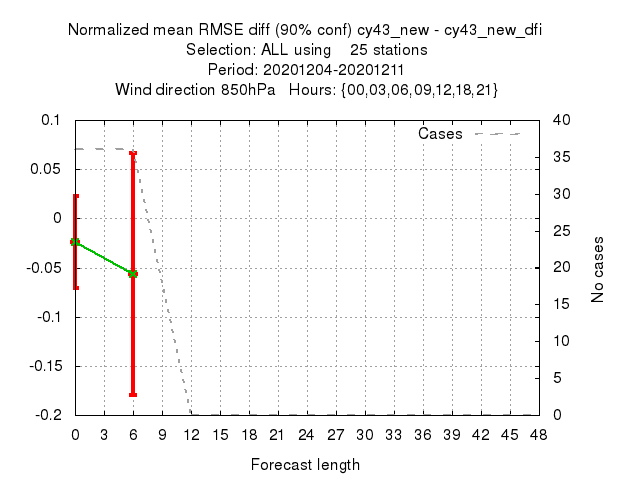 Normalized mean RMSE diff (90% conf) cy43_new - cy43_new_dfi
Selection: ALL using 25 stations
Period: 20201204-20201211
Wind direction 850hPa Hours: {00,03,06,09,12,18,21}
Cases
0.1
0.05
0
-0.05
-0.1
-0.15
-0.2
40
35
30
25
20
15
10
5
0
No cases
0 3 6 9 12 15 18 21 24 27 30 33 36 39 42 45 48
Forecast length